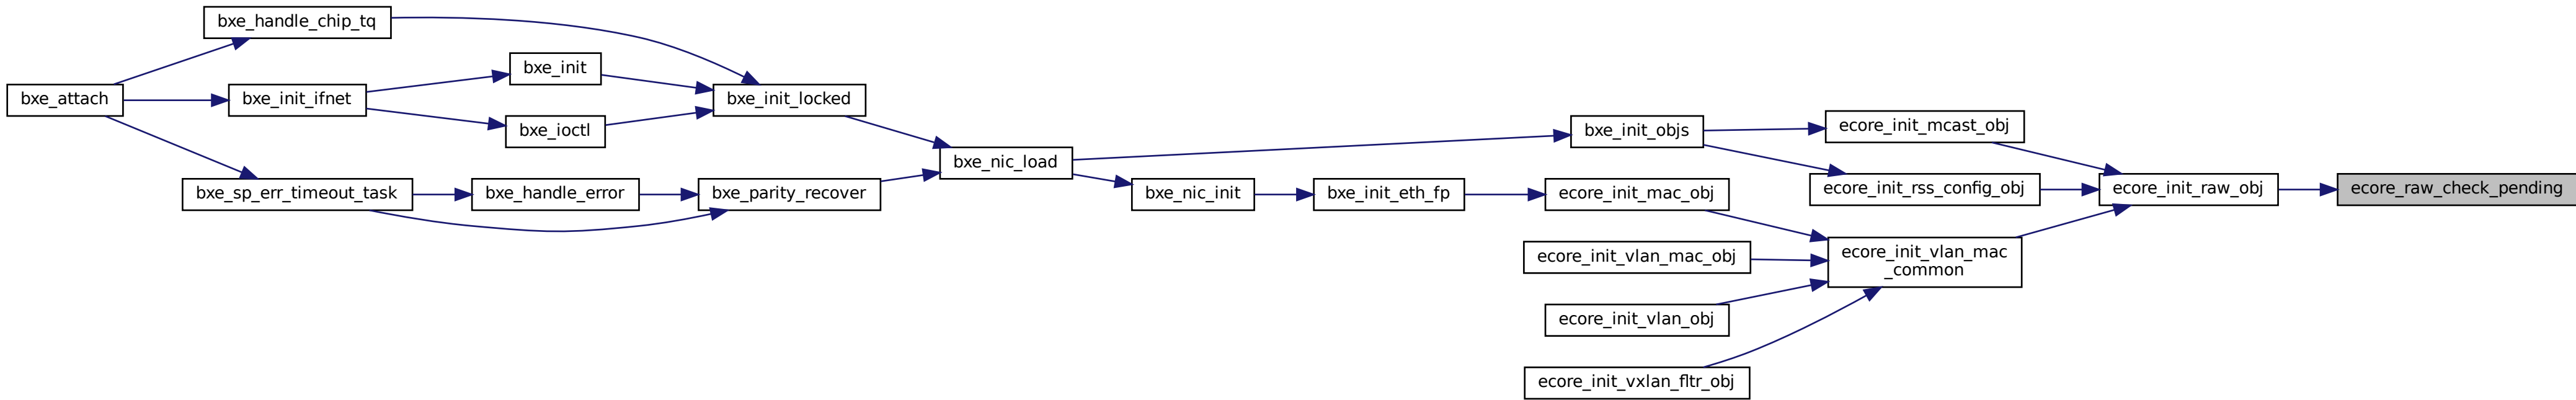 bxe_handle_chip_tq
bxe_init
bxe_attach
bxe_init_ifnet
bxe_init_locked
bxe_ioctl
bxe_init_objs
ecore_init_mcast_obj
bxe_nic_load
bxe_sp_err_timeout_task
bxe_handle_error
bxe_parity_recover
bxe_nic_init
bxe_init_eth_fp
ecore_init_mac_obj
ecore_init_rss_config_obj
ecore_init_raw_obj
ecore_raw_check_pending
ecore_init_vlan_mac_obj
ecore_init_vlan_mac
_common
ecore_init_vlan_obj
ecore_init_vxlan_fltr_obj